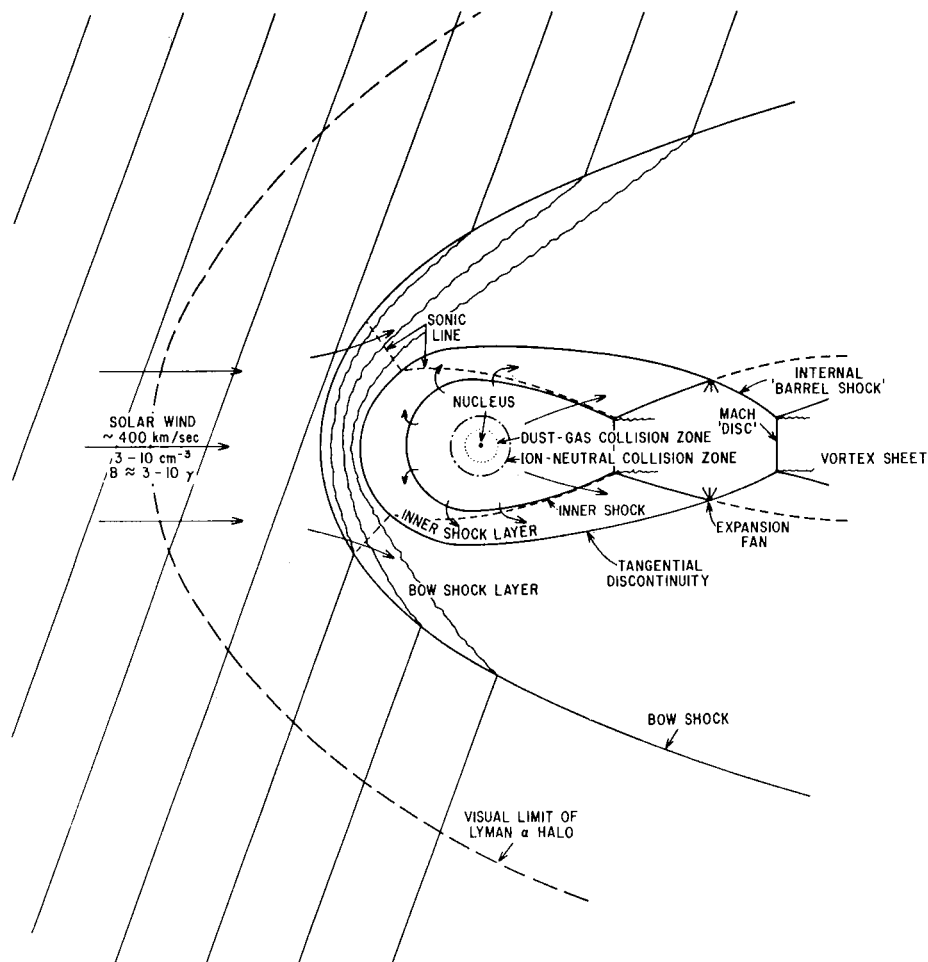 SONIC
LINE
INTERNAL
'BARREL SHOCK'
NUCLEUS
MACH
'DISC'
SOLAR WIND
~ 400 km/sec
3 – 10 cm⁻³
8 ≈ 3-10 γ
DUST-GAS COLLISION ZONE
ION-NEUTRAL COLLISION ZONE
VORTEX SHEET
INNER SHOCK
INNER SHOCK LAYER
EXPANSION
FAN
TANGENTIAL
DISCONTINUITY
BOW SHOCK LAYER
BOW SHOCK
VISUAL LIMIT OF
LYMAN α HALO